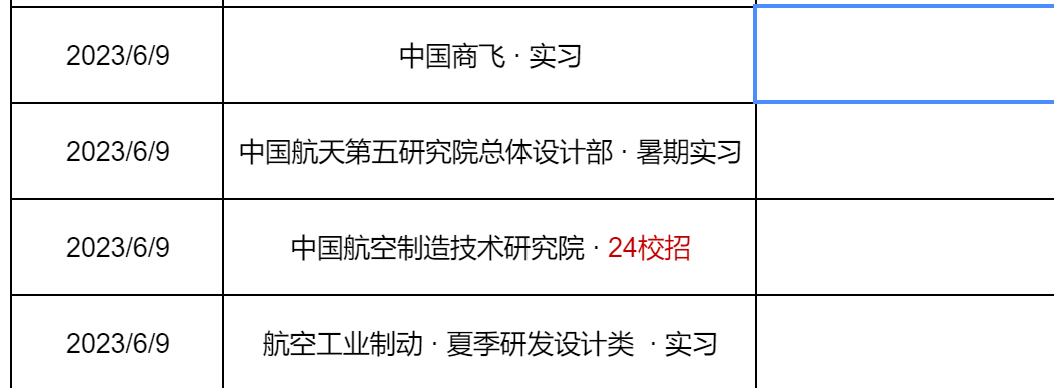 2023/6/9 中国商飞 · 实习
2023/6/9 中国航天第五研究院总体设计部 · 暑期实习
2023/6/9 中国航空制造技术研究院 · 24校招
2023/6/9 航空工业制动 · 夏季研发设计类 · 实习